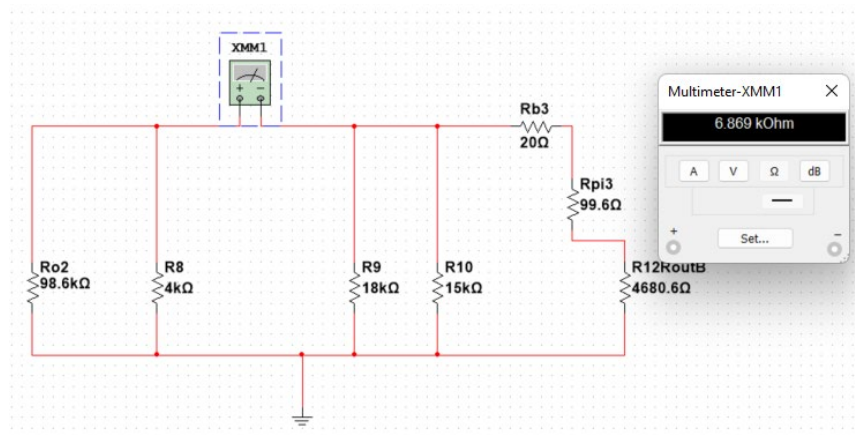 XMM1
+ −
Rb3
20Ω
Rpi3
99.6Ω
Ro2
98.6kΩ
R8
4kΩ
R9
18kΩ
R10
15kΩ
R12RoutB
4680.6Ω
Multimeter-XMM1 ×
6.869 kOhm
A V Ω dB
+ Set... −